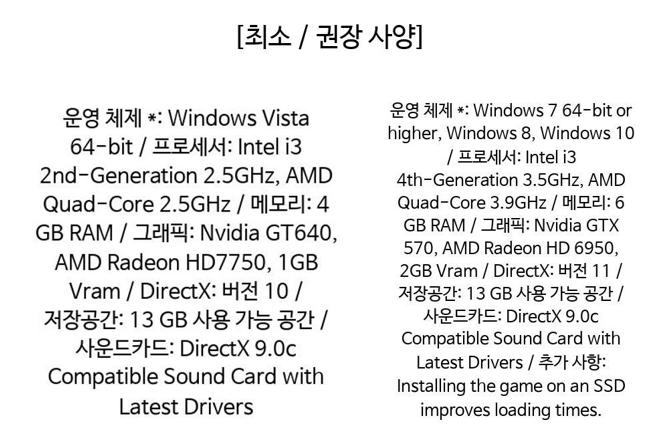 [최소 / 권장 사양]
운영 체제 *: Windows Vista
64-bit / 프로세서: Intel i3
2nd-Generation 2.5GHz, AMD
Quad-Core 2.5GHz / 메모리: 4
GB RAM / 그래픽: Nvidia GT640,
AMD Radeon HD7750, 1GB
Vram / DirectX: 버전 10 /
저장공간: 13 GB 사용 가능 공간 /
사운드카드: DirectX 9.0c
Compatible Sound Card with
Latest Drivers
운영 체제 *: Windows 7 64-bit or
higher, Windows 8, Windows 10
/ 프로세서: Intel i3
4th-Generation 3.5GHz, AMD
Quad-Core 3.9GHz / 메모리: 6
GB RAM / 그래픽: Nvidia GTX
570, AMD Radeon HD 6950,
2GB Vram / DirectX: 버전 11 /
저장공간: 13 GB 사용 가능 공간 /
사운드카드: DirectX 9.0c
Compatible Sound Card with
Latest Drivers / 추가 사항:
Installing the game on an SSD
improves loading times.